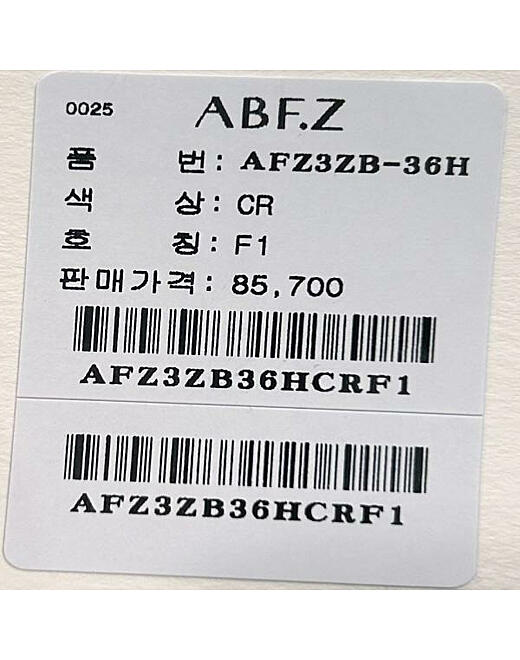 0025 ABF.Z
품 번 : AFZ3ZB-36H
색 상 : CR
호 칭 : F1
판매가격 : 85,700
AFZ3ZB36HCRF1
AFZ3ZB36HCRF1